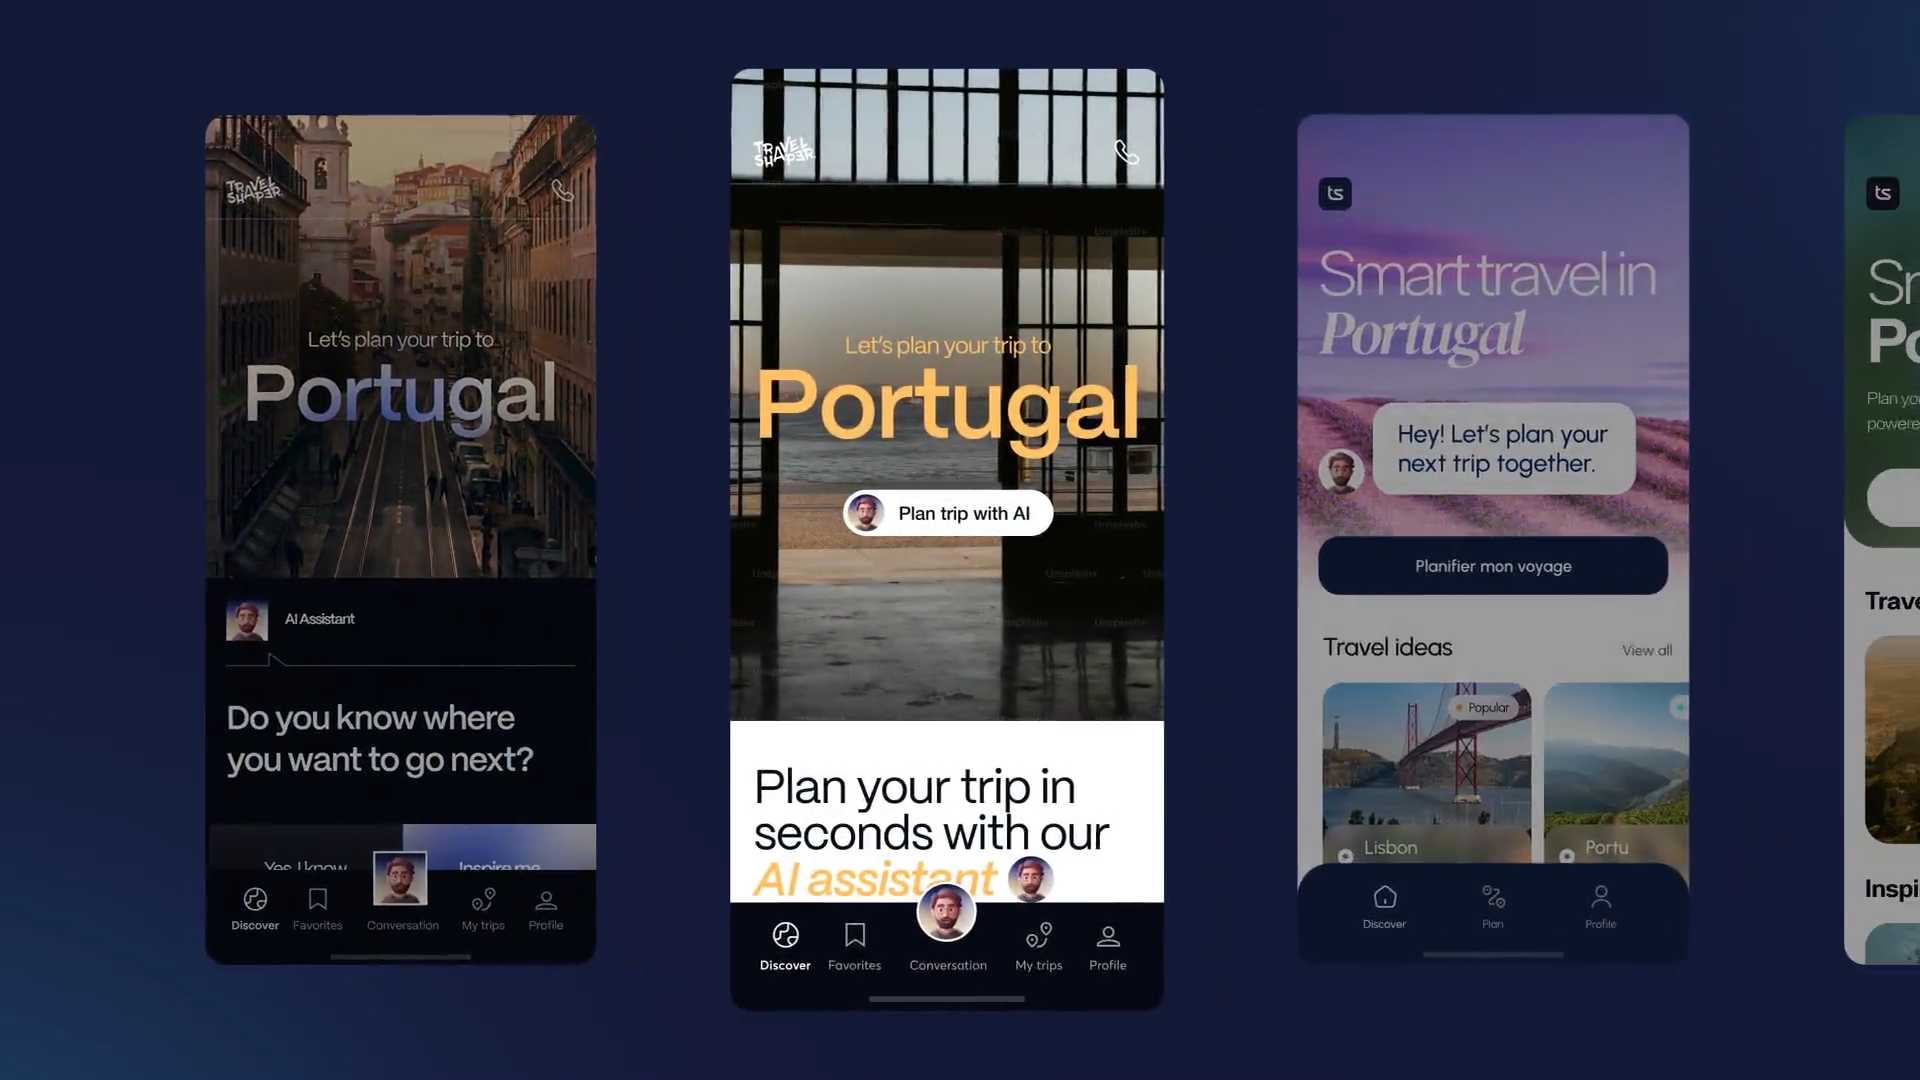 TRAVEL
SHAPER
Let's plan your trip to
Portugal
AI Assistant
Do you know where
you want to go next?
Yes, I know
Inspire me
Discover
Favorites
Conversation
My trips
Profile
TRAVEL
SHAPER
Let's plan your trip to
Portugal
Plan trip with AI
Plan your trip in
seconds with our
AI assistant
Discover
Favorites
Conversation
My trips
Profile
ts
Smart travel in
Portugal
Hey! Let's plan your
next trip together.
Planifier mon voyage
Travel ideas
View all
Popular
Lisbon
Portu
Discover
Plan
Profile
ts
Po
Plan yo
powere
Trave
Inspi